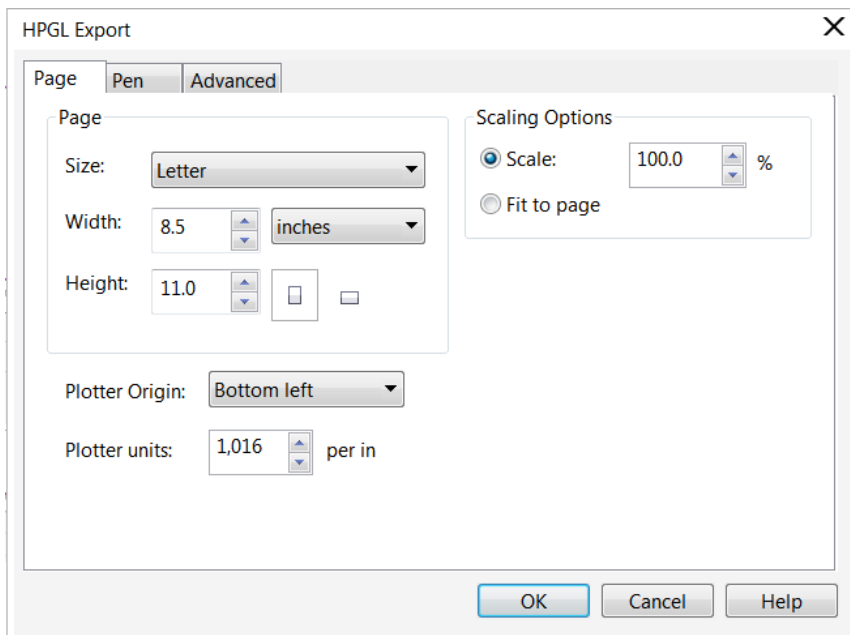 HPGL Export
Page Pen Advanced
Page
Size: Letter
Width: 8.5 inches
Height: 11.0
Scaling Options
Scale: 100.0 %
Fit to page
Plotter Origin: Bottom left
Plotter units: 1,016 per in
OK Cancel Help